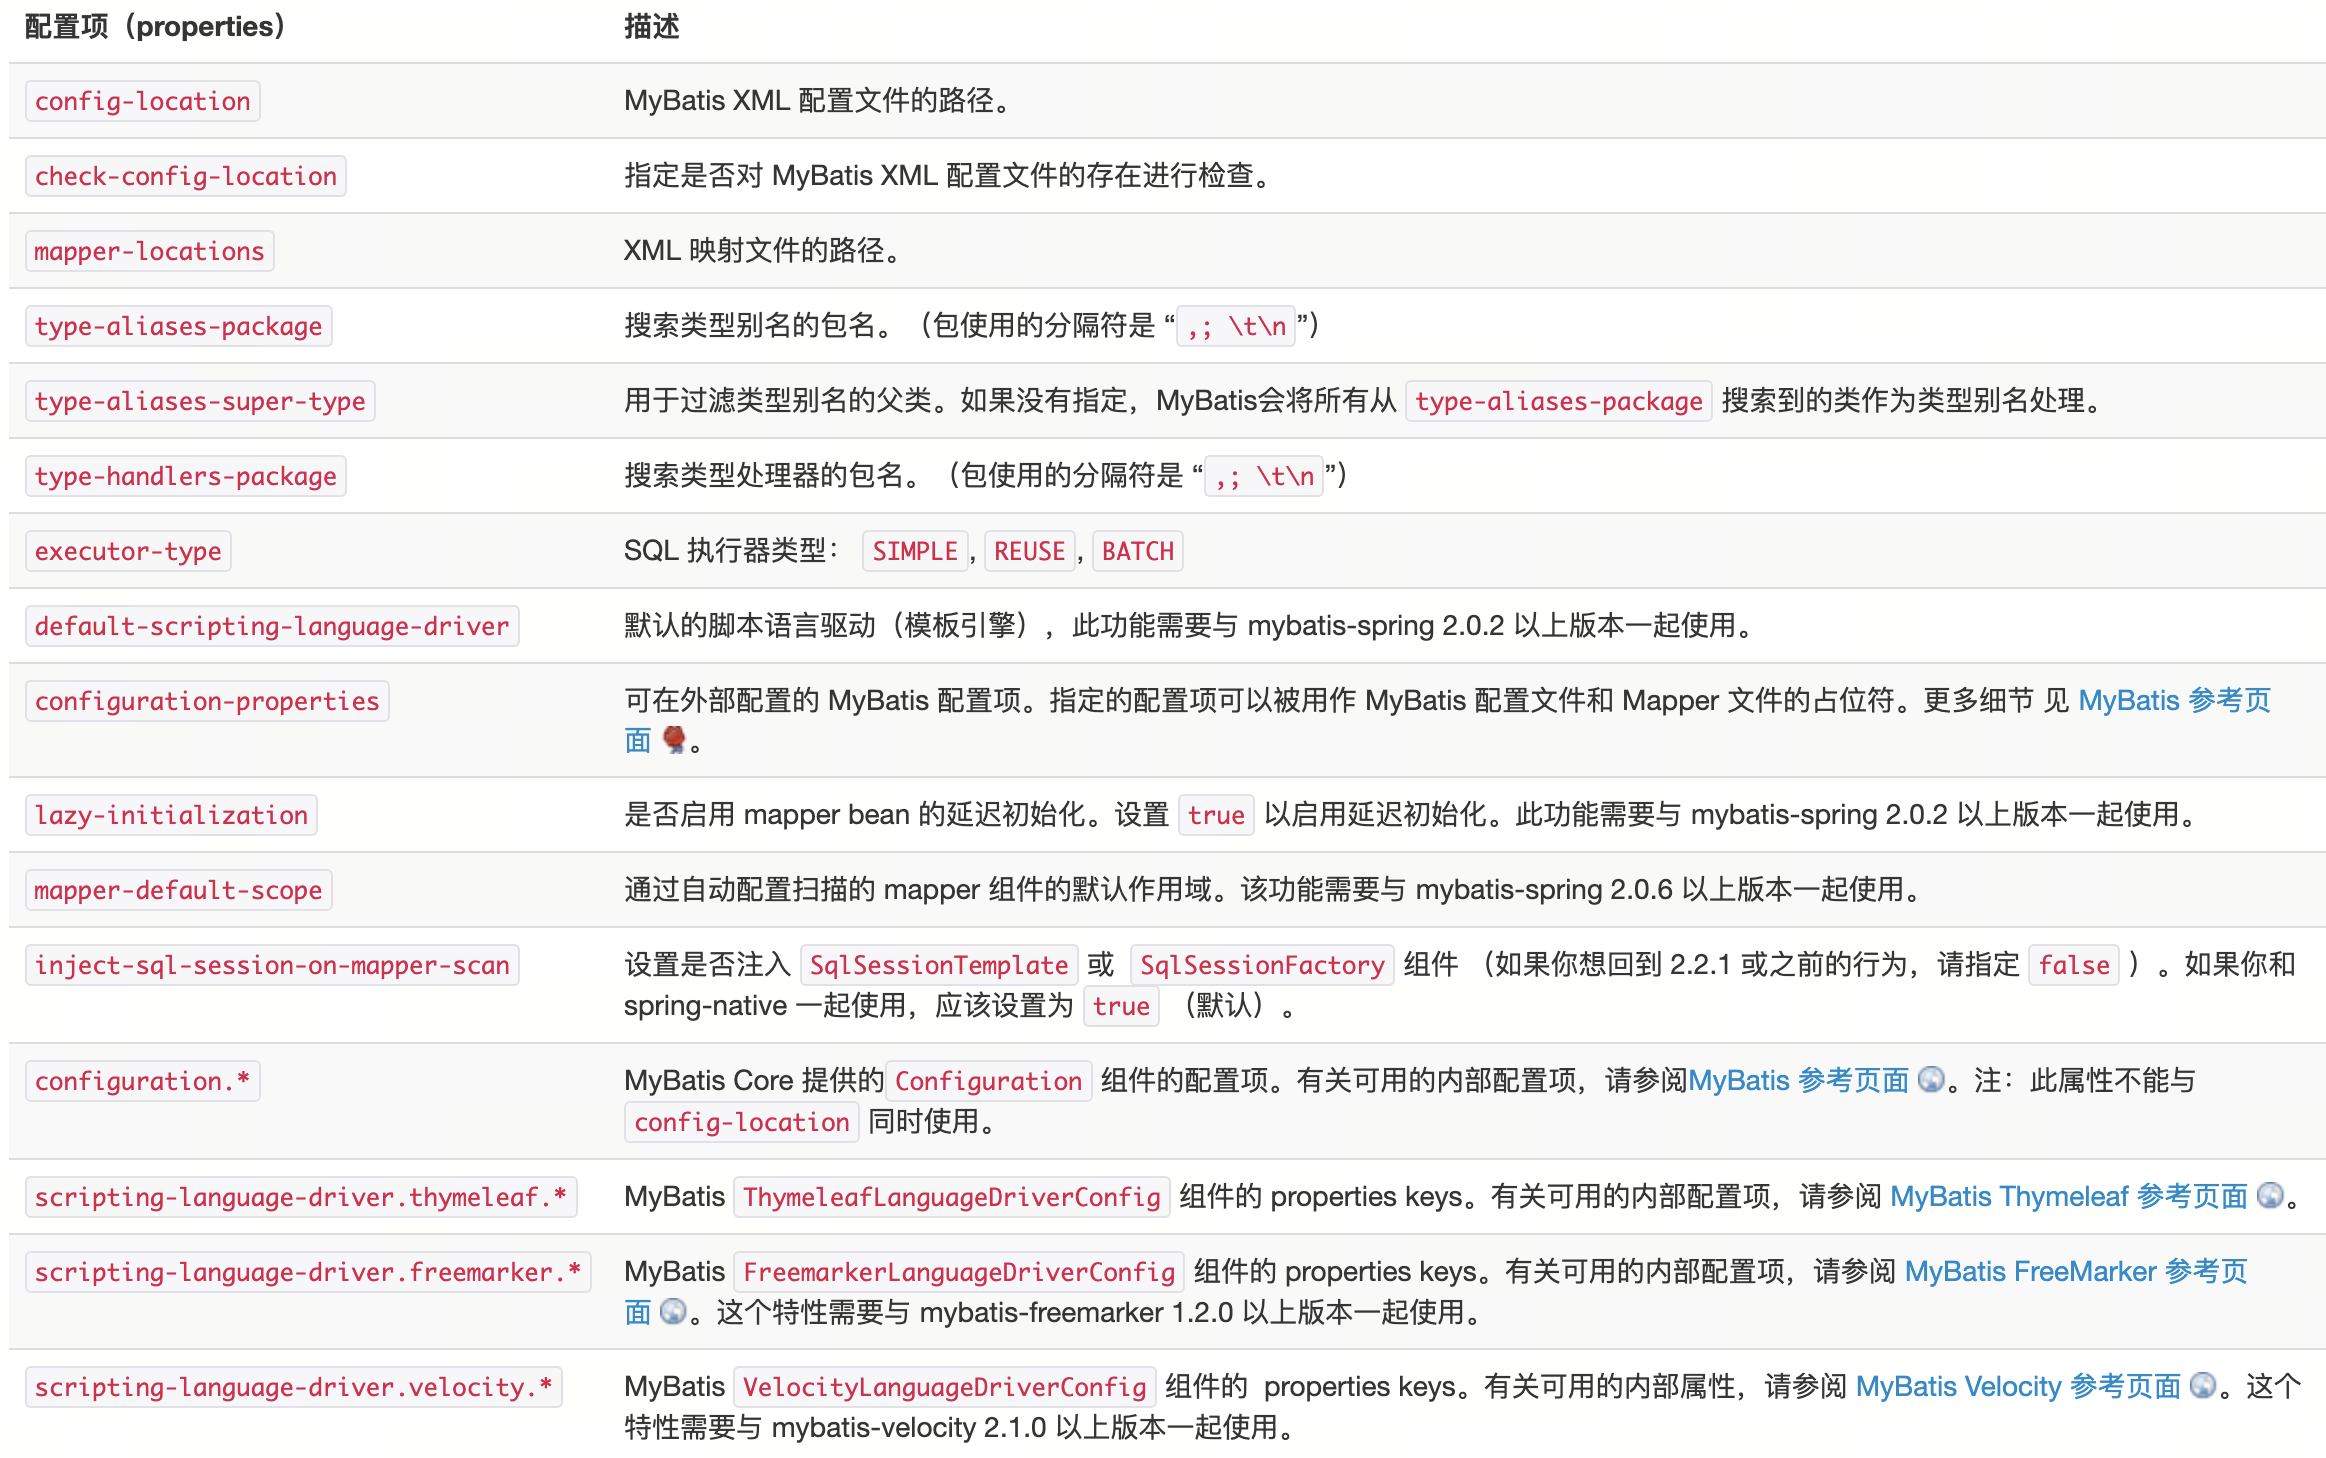 配置项（properties）	描述
config-location	MyBatis XML 配置文件的路径。
check-config-location	指定是否对 MyBatis XML 配置文件的存在进行检查。
mapper-locations	XML 映射文件的路径。
type-aliases-package	搜索类型别名的包名。（包使用的分隔符是 “,; \t\n”）
type-aliases-super-type	用于过滤类型别名的父类。如果没有指定，MyBatis会将所有从 type-aliases-package 搜索到的类作为类型别名处理。
type-handlers-package	搜索类型处理器的包名。（包使用的分隔符是 “,; \t\n”）
executor-type	SQL 执行器类型： SIMPLE, REUSE, BATCH
default-scripting-language-driver	默认的脚本语言驱动（模板引擎），此功能需要与 mybatis-spring 2.0.2 以上版本一起使用。
configuration-properties	可在外部配置的 MyBatis 配置项。指定的配置项可以被用作 MyBatis 配置文件和 Mapper 文件的占位符。更多细节 见 MyBatis 参考页
面。
lazy-initialization	是否启用 mapper bean 的延迟初始化。设置 true 以启用延迟初始化。此功能需要与 mybatis-spring 2.0.2 以上版本一起使用。
mapper-default-scope	通过自动配置扫描的 mapper 组件的默认作用域。该功能需要与 mybatis-spring 2.0.6 以上版本一起使用。
inject-sql-session-on-mapper-scan	设置是否注入 SqlSessionTemplate 或 SqlSessionFactory 组件 （如果你想回到 2.2.1 或之前的行为，请指定 false ）。如果你和
spring-native 一起使用，应该设置为 true （默认）。
configuration.*	MyBatis Core 提供的Configuration 组件的配置项。有关可用的内部配置项，请参阅MyBatis 参考页面。注：此属性不能与
config-location 同时使用。
scripting-language-driver.thymeleaf.*	MyBatis ThymeleafLanguageDriverConfig 组件的 properties keys。有关可用的内部配置项，请参阅 MyBatis Thymeleaf 参考页面。
scripting-language-driver.freemarker.*	MyBatis FreemarkerLanguageDriverConfig 组件的 properties keys。有关可用的内部配置项，请参阅 MyBatis FreeMarker 参考页
面。这个特性需要与 mybatis-freemarker 1.2.0 以上版本一起使用。
scripting-language-driver.velocity.*	MyBatis VelocityLanguageDriverConfig 组件的 properties keys。有关可用的内部属性，请参阅 MyBatis Velocity 参考页面。这个
特性需要与 mybatis-velocity 2.1.0 以上版本一起使用。